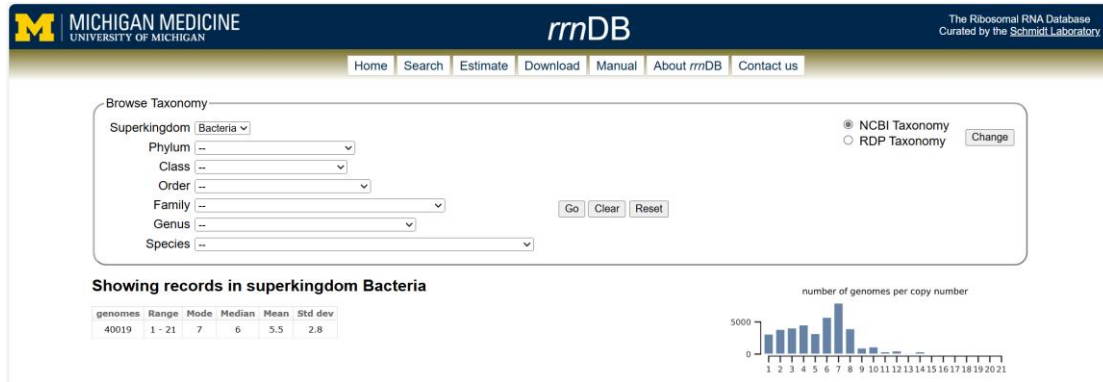 MICHIGAN MEDICINE
UNIVERSITY OF MICHIGAN
rrnDB
The Ribosomal RNA Database
Curated by the Schmidt Laboratory
Home Search Estimate Download Manual About rrnDB Contact us
Browse Taxonomy
Superkingdom Bacteria
Phylum --
Class --
Order --
Family --
Genus --
Species --
Go Clear Reset
NCBI Taxonomy
RDP Taxonomy
Change
Showing records in superkingdom Bacteria
genomes Range Mode Median Mean Std dev
40019 1 - 21 7 6 5.5 2.8
number of genomes per copy number
5000
0
1 2 3 4 5 6 7 8 9 10 11 12 13 14 15 16 17 18 19 20 21